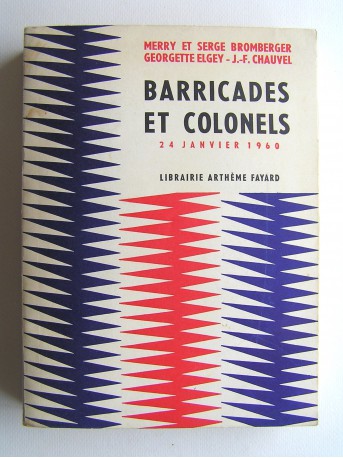 MERRY ET SERGE BROMBERGER
GEORGETTE ELGEY - J.-F. CHAUVEL
BARRICADES
ET COLONELS
24 JANVIER 1960
LIBRAIRIE ARTHÈME FAYARD